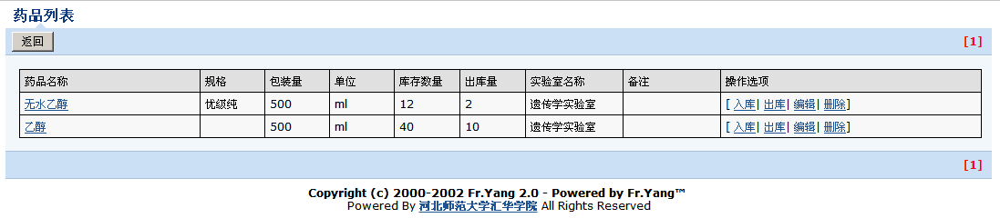 药品列表
返回 [1]
药品名称 规格 包装量 单位 库存数量 出库量 实验室名称 备注 操作选项
无水乙醇 优级纯 500 ml 12 2 遗传学实验室 [ 入库| 出库| 编辑| 删除]
乙醇 500 ml 40 10 遗传学实验室 [ 入库| 出库| 编辑| 删除]
[1]
Copyright (c) 2000-2002 Fr.Yang 2.0 - Powered by Fr.Yang™
Powered By 河北师范大学汇华学院 All Rights Reserved